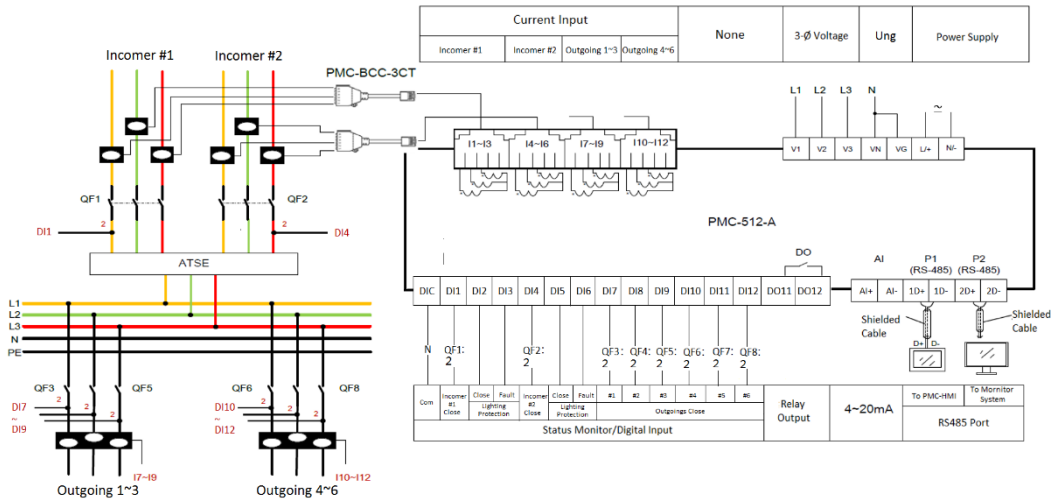 Incomer #1
Incomer #2
PMC-BCC-3CT
QF1
QF2
2
2
DI1
DI4
ATSE
L1
L2
L3
N
PE
QF3
QF5
QF6
QF8
DI7
2
2
~
DI9
DI10
2
2
~
DI12
I7~I9
I10~I12
Outgoing 1~3
Outgoing 4~6
Current Input
None
3-Ø Voltage
Ung
Power Supply
Incomer #1
Incomer #2
Outgoing 1~3
Outgoing 4~6
L1
L2
L3
N
~
I1~I3
I4~I6
I7~I9
I10~I12
V1
V2
V3
VN
VG
L/+
N/-
PMC-512-A
DO
AI
P1
(RS-485)
P2
(RS-485)
DIC
DI1
DI2
DI3
DI4
DI5
DI6
DI7
DI8
DI9
DI10
DI11
DI12
DO11
DO12
AI+
AI-
1D+
1D-
2D+
2D-
Shielded
Cable
Shielded
Cable
D+
D-
N
QF1:
2
QF2:
2
QF3:
2
QF4:
2
QF5:
2
QF6:
2
QF7:
2
QF8:
2
Com
Incomer
#1
Close
Close
Fault
Lighting
Protection
Incomer
#2
Close
Close
Fault
Lighting
Protection
#1
#2
#3
#4
#5
#6
Outgoings Close
Status Monitor/Digital Input
Relay
Output
4~20mA
To PMC-HMI
To Mornitor
System
RS485 Port